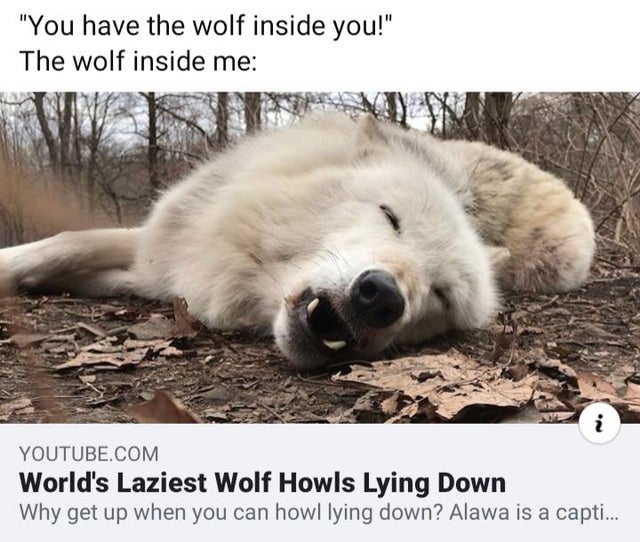 "You have the wolf inside you!"
The wolf inside me:
i
YOUTUBE.COM
World's Laziest Wolf Howls Lying Down
Why get up when you can howl lying down? Alawa is a capti...